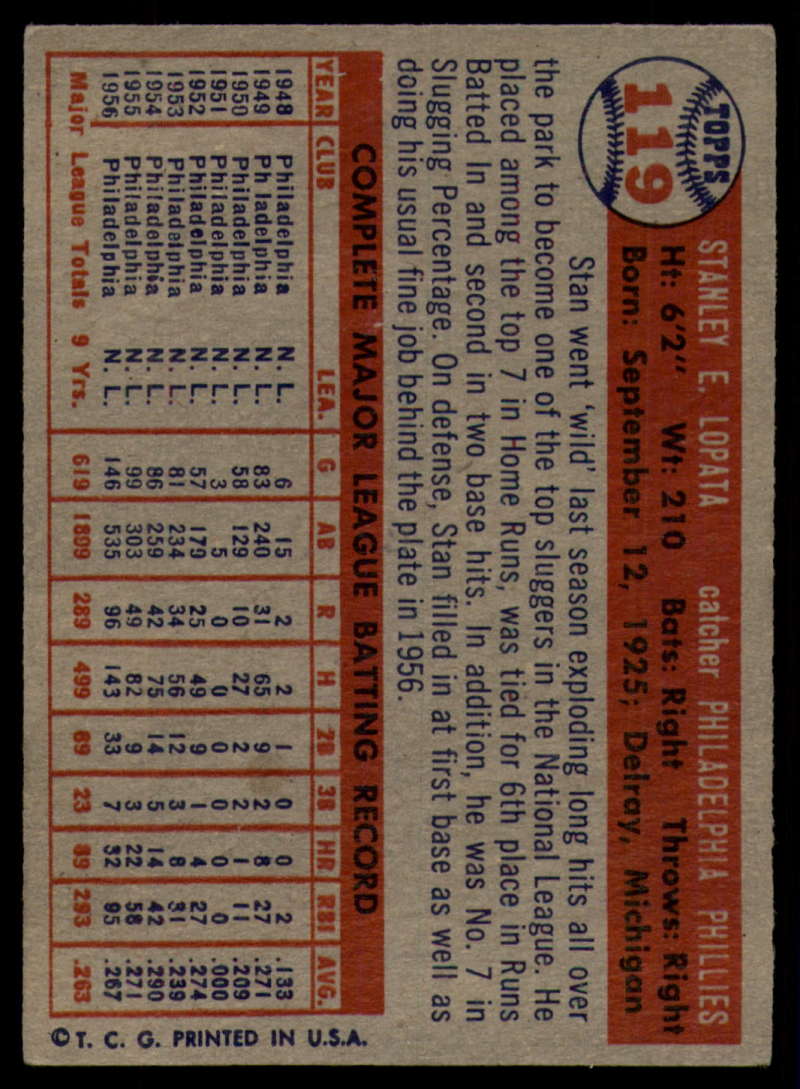 TOPPS
119
STANLEY E. LOPATA catcher PHILADELPHIA PHILLIES
Ht: 6'2" Wt: 210 Bats: Right Throws: Right
Born: September 12, 1925; Delray, Michigan
Stan went 'wild' last season exploding long hits all over
the park to become one of the top sluggers in the National League. He
placed among the top 7 in Home Runs, was tied for 6th place in Runs
Batted In and second in two base hits. In addition, he was No. 7 in
Slugging Percentage. On defense, Stan filled in at first base as well as
doing his usual fine job behind the plate in 1956.
COMPLETE MAJOR LEAGUE BATTING RECORD
YEAR CLUB LEA. G AB R H 2B 3B HR RBI AVG.
1948 Philadelphia N. L. 6 15 2 2 1 0 0 2 .133
1949 Philadelphia N. L. 83 240 31 65 9 2 8 27 .271
1950 Philadelphia N. L. 58 129 10 27 2 2 1 11 .209
1951 Philadelphia N. L. 3 5 0 0 0 0 0 0 .000
1952 Philadelphia N. L. 57 179 25 49 9 1 4 27 .274
1953 Philadelphia N. L. 81 234 34 56 12 3 8 31 .239
1954 Philadelphia N. L. 86 259 42 75 14 5 14 42 .290
1955 Philadelphia N. L. 99 303 49 82 9 3 22 58 .271
1956 Philadelphia N. L. 146 535 96 143 33 7 32 95 .267
Major League Totals 9 Yrs. 619 1899 289 499 89 23 89 293 .263
© T. C. G. PRINTED IN U.S.A.